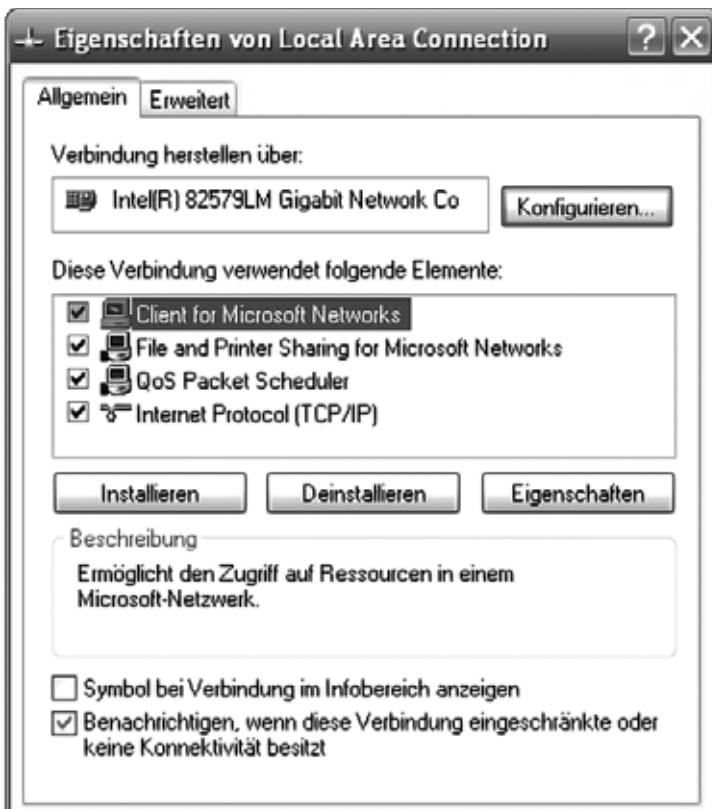 Eigenschaften von Local Area Connection
Allgemein
Erweitert
Verbindung herstellen über:
Intel(R) 82579LM Gigabit Network Co
Konfigurieren...
Diese Verbindung verwendet folgende Elemente:
Client for Microsoft Networks
File and Printer Sharing for Microsoft Networks
QoS Packet Scheduler
Internet Protocol (TCP/IP)
Installieren
Deinstallieren
Eigenschaften
Beschreibung
Ermöglicht den Zugriff auf Ressourcen in einem
Microsoft-Netzwerk.
Symbol bei Verbindung im Infobereich anzeigen
Benachrichtigen, wenn diese Verbindung eingeschränkte oder
keine Konnektivität besitzt